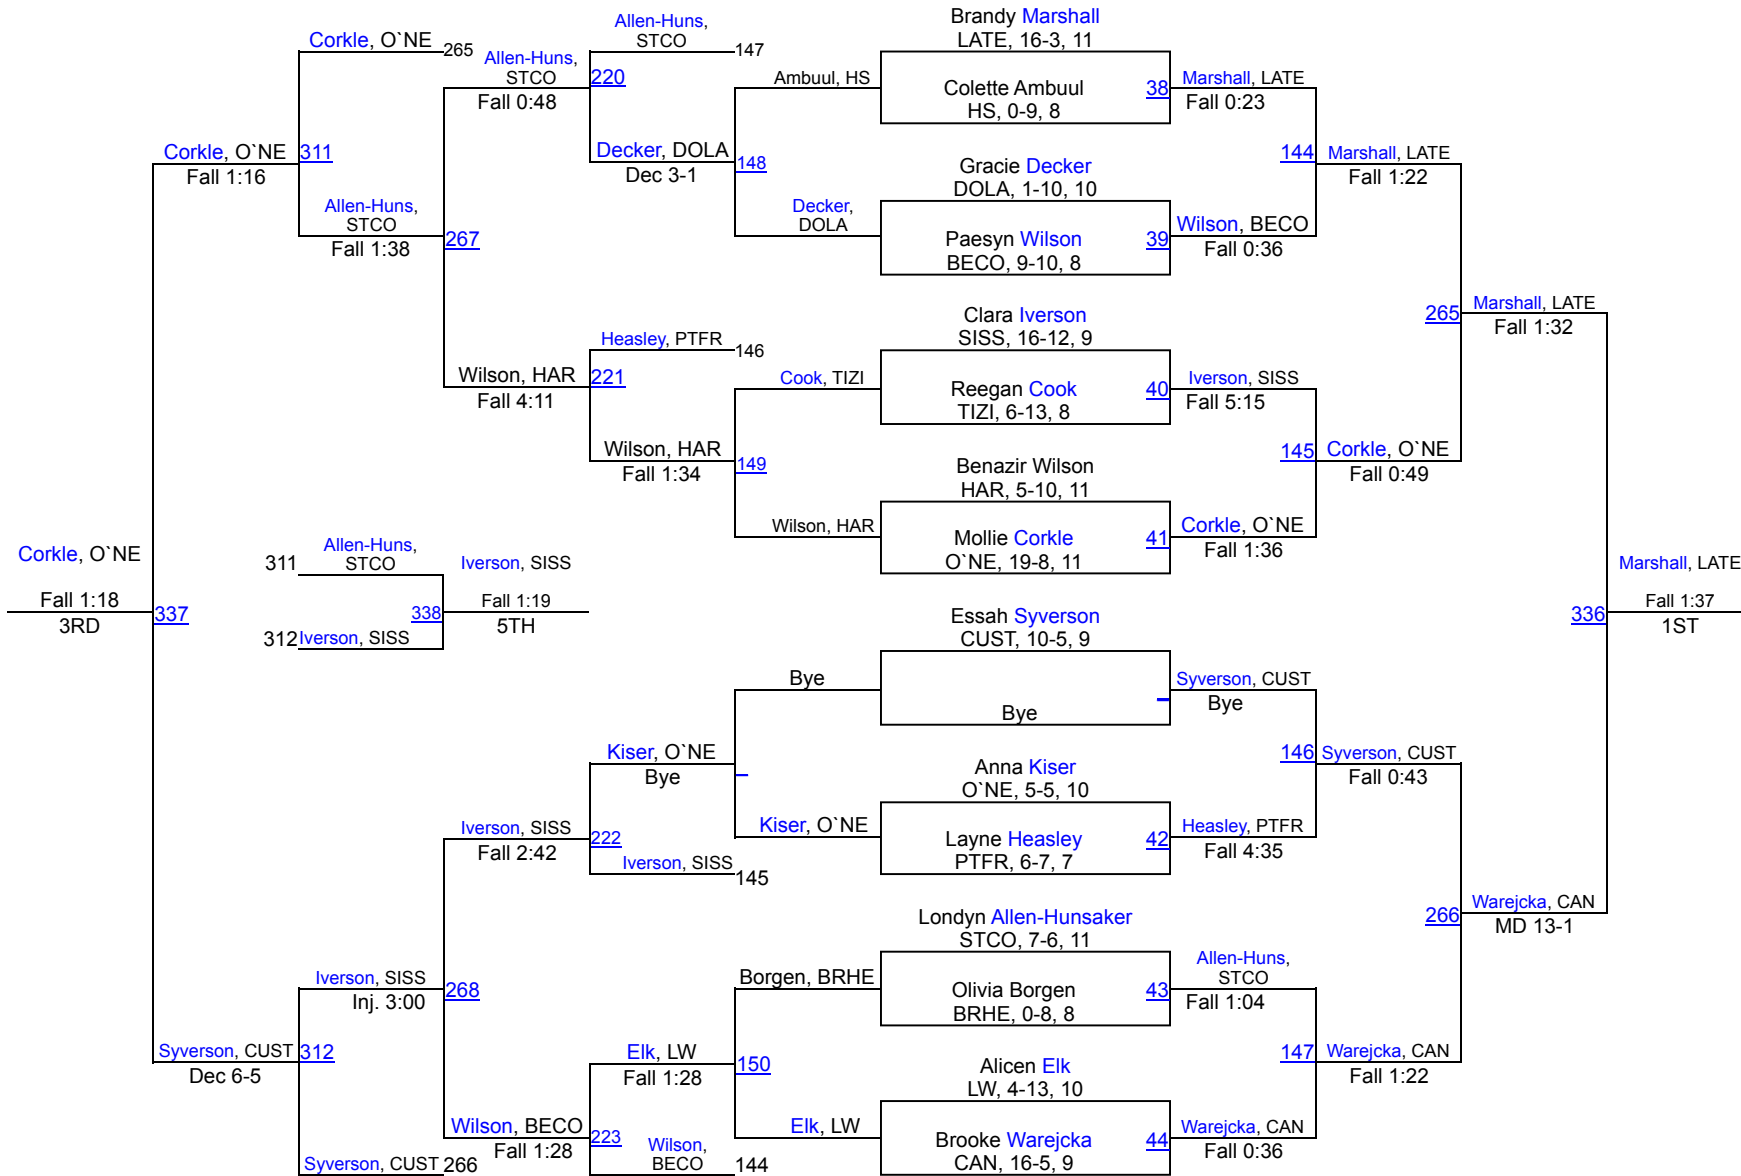 Corkle, O`NE
265
Allen-Huns,
STCO
Fall 0:48
220
Allen-Huns,
STCO
147
Ambuul, HS
Brandy Marshall
LATE, 16-3, 11
Colette Ambuul
HS, 0-9, 8
38
Marshall, LATE
Fall 0:23
Corkle, O`NE
Fall 1:16
311
Decker, DOLA
Dec 3-1
148
Gracie Decker
DOLA, 1-10, 10
144
Marshall, LATE
Fall 1:22
Allen-Huns,
STCO
Fall 1:38
267
Decker,
DOLA
Paesyn Wilson
BECO, 9-10, 8
39
Wilson, BECO
Fall 0:36
Clara Iverson
SISS, 16-12, 9
265
Marshall, LATE
Fall 1:32
Heasley, PTFR
146
Wilson, HAR
Fall 4:11
221
Cook, TIZI
Reegan Cook
TIZI, 6-13, 8
40
Iverson, SISS
Fall 5:15
Wilson, HAR
Fall 1:34
149
Benazir Wilson
HAR, 5-10, 11
145
Corkle, O`NE
Fall 0:49
Wilson, HAR
Mollie Corkle
O`NE, 19-8, 11
41
Corkle, O`NE
Fall 1:36
Corkle, O`NE
Fall 1:18
3RD
337
311
Allen-Huns,
STCO
312
Iverson, SISS
338
Iverson, SISS
Fall 1:19
5TH
Marshall, LATE
Fall 1:37
1ST
336
Essah Syverson
CUST, 10-5, 9
Bye
Bye
Syverson, CUST
Bye
Kiser, O`NE
Bye
Anna Kiser
O`NE, 5-5, 10
146
Syverson, CUST
Fall 0:43
Kiser, O`NE
Layne Heasley
PTFR, 6-7, 7
42
Heasley, PTFR
Fall 4:35
Iverson, SISS
Fall 2:42
222
Iverson, SISS
145
Londyn Allen-Hunsaker
STCO, 7-6, 11
266
Warejcka, CAN
MD 13-1
Iverson, SISS
Inj. 3:00
268
Borgen, BRHE
Olivia Borgen
BRHE, 0-8, 8
43
Allen-Huns,
STCO
Fall 1:04
Syverson, CUST
Dec 6-5
312
Elk, LW
Fall 1:28
150
Alicen Elk
LW, 4-13, 10
147
Warejcka, CAN
Fall 1:22
Wilson, BECO
Fall 1:28
223
Elk, LW
Brooke Warejcka
CAN, 16-5, 9
44
Warejcka, CAN
Fall 0:36
Syverson, CUST
266
Wilson,
BECO
144